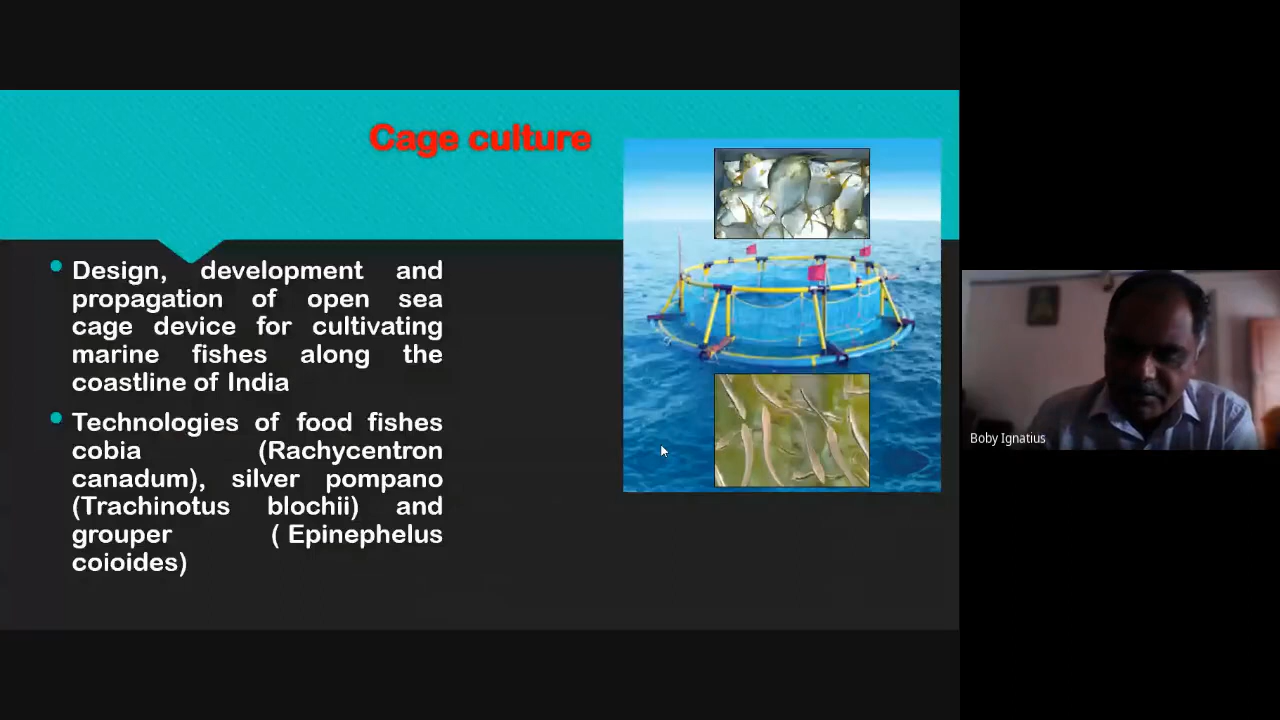 Cage culture
Design, development and
propagation of open sea
cage device for cultivating
marine fishes along the
coastline of India
Technologies of food fishes
cobia (Rachycentron
canadum), silver pompano
(Trachinotus blochii) and
grouper ( Epinephelus
coioides)
Boby Ignatius